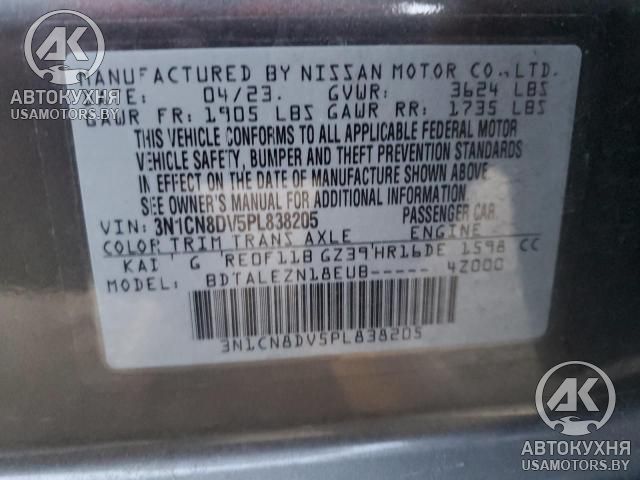 AK
АВТОКУХНЯ
USAMOTORS.BY
MANUFACTURED BY NISSAN MOTOR CO.,LTD.
04/23. GVWR: 3624 LBS
GAWR FR: 1905 LBS GAWR RR: 1735 LBS
THIS VEHICLE CONFORMS TO ALL APPLICABLE FEDERAL MOTOR
VEHICLE SAFETY, BUMPER AND THEFT PREVENTION STANDARDS
IN EFFECT ON THE DATE OF MANUFACTURE SHOWN ABOVE.
SEE OWNER'S MANUAL FOR ADDITIONAL INFORMATION.
VIN: 3N1CN8DV5PL838205 PASSENGER CAR
COLOR TRIM TRANS AXLE ENGINE
KAI G RE0F11B GZ39 HR16DE 1598 CC
MODEL: BDTALEZN18EUB----- 4Z000
3N1CN8DV5PL838205
AK
АВТОКУХНЯ
USAMOTORS.BY